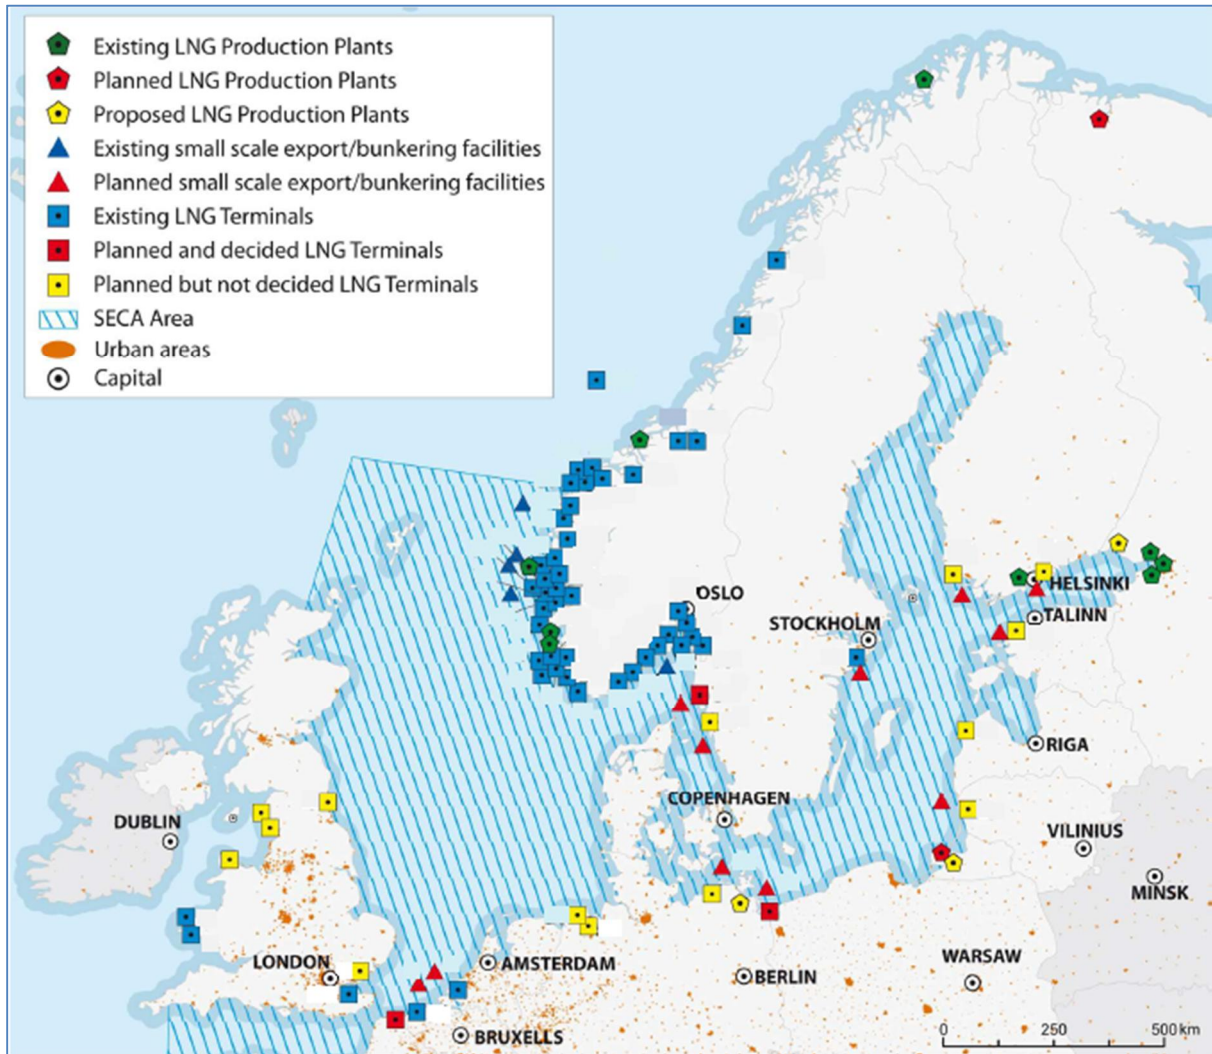 Existing LNG Production Plants
Planned LNG Production Plants
Proposed LNG Production Plants
Existing small scale export/bunkering facilities
Planned small scale export/bunkering facilities
Existing LNG Terminals
Planned and decided LNG Terminals
Planned but not decided LNG Terminals
SECA Area
Urban areas
Capital
OSLO
HELSINKI
TALINN
STOCKHOLM
RIGA
COPENHAGEN
DUBLIN
VILINIUS
MINSK
LONDON
AMSTERDAM
WARSAW
BERLIN
BRUXELLS
0 250 500 km